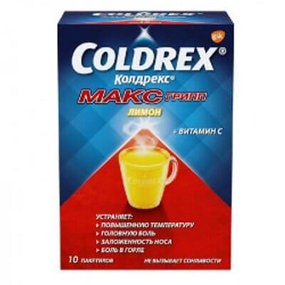 COLDREX®
Колдрекс®
МАКС ГРИПП
ЛИМОН
+ ВИТАМИН С
УСТРАНЯЕТ:
ПОВЫШЕННУЮ ТЕМПЕРАТУРУ
ГОЛОВНУЮ БОЛЬ
ЗАЛОЖЕННОСТЬ НОСА
БОЛЬ В ГОРЛЕ
10 ПАКЕТИКОВ
НЕ ВЫЗЫВАЕТ СОНЛИВОСТИ